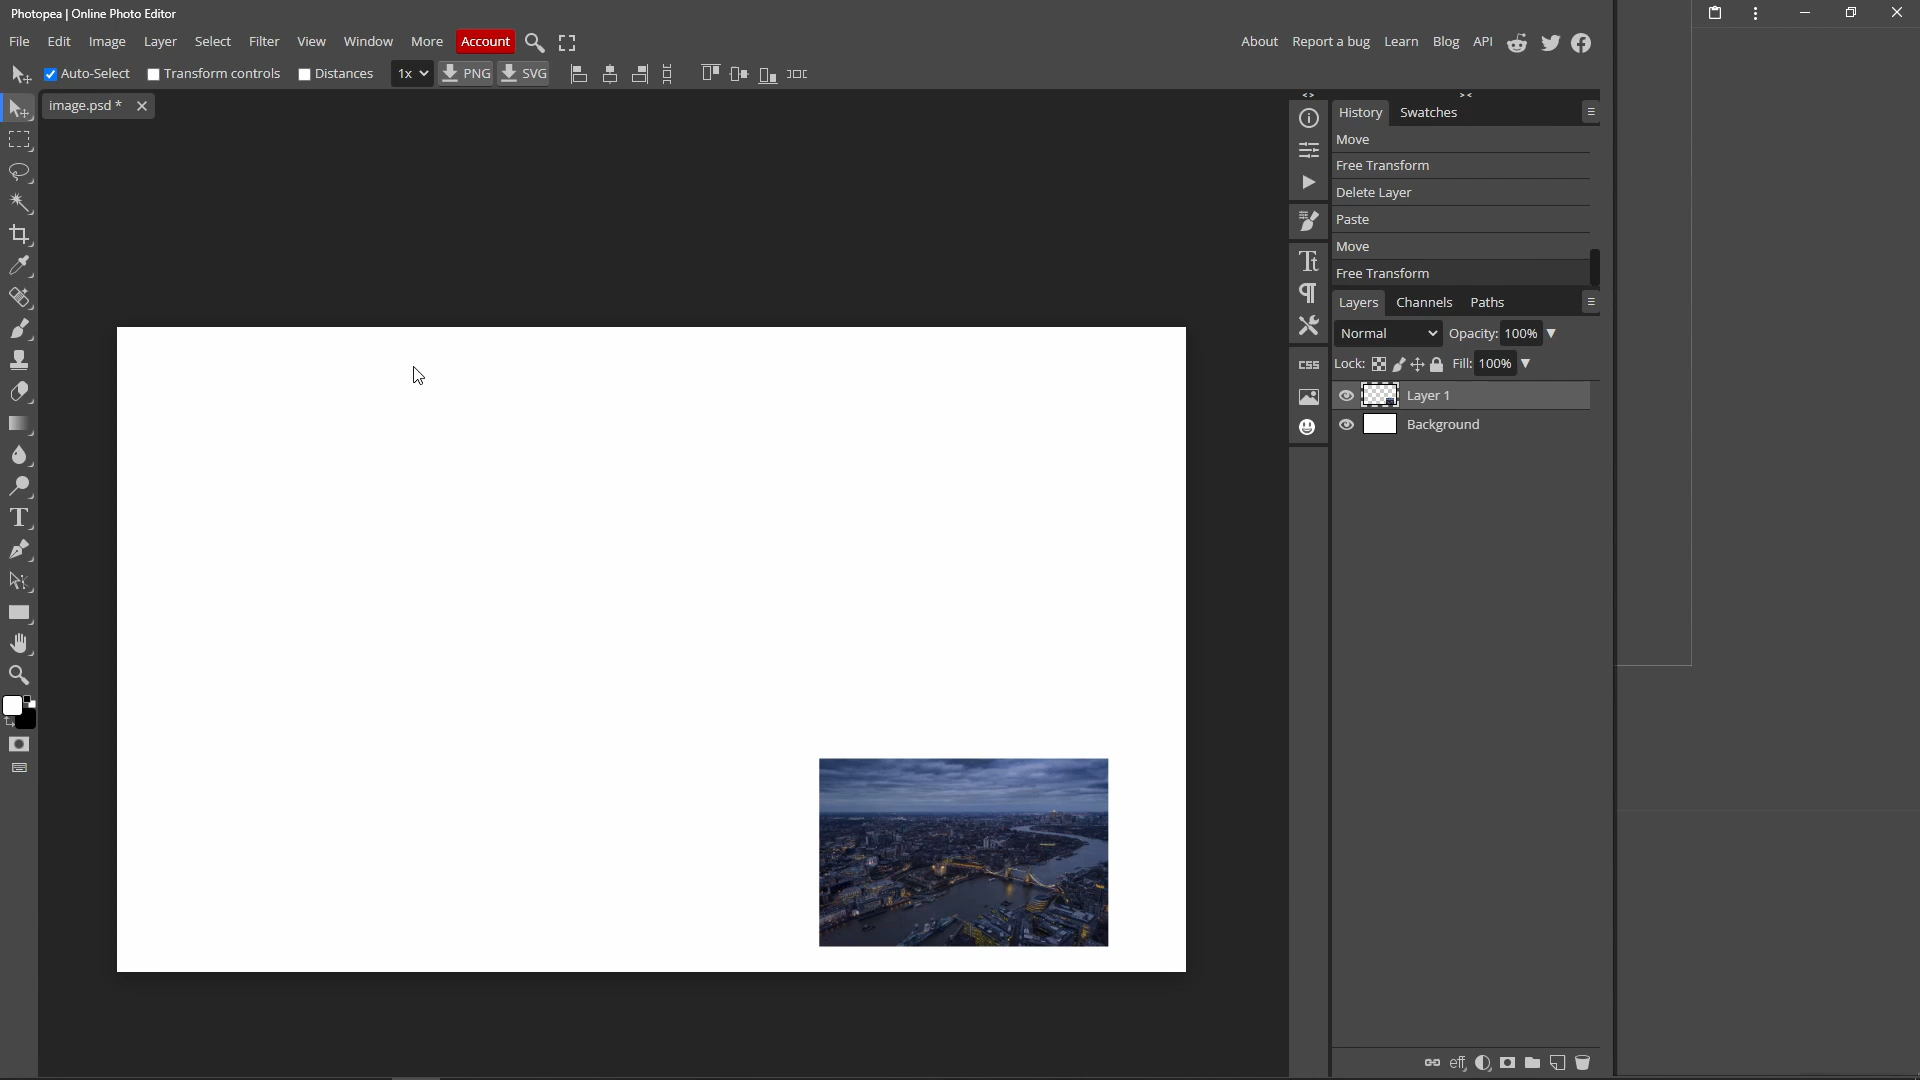 Photopea | Online Photo Editor
File Edit Image Layer Select Filter View Window More Account
About Report a bug Learn Blog API
Auto-Select Transform controls Distances 1x PNG SVG
image.psd *
History Swatches
Move
Free Transform
Delete Layer
Paste
Move
Free Transform
Layers Channels Paths
Normal Opacity: 100%
Lock: Fill: 100%
Layer 1
Background
CSS
eff